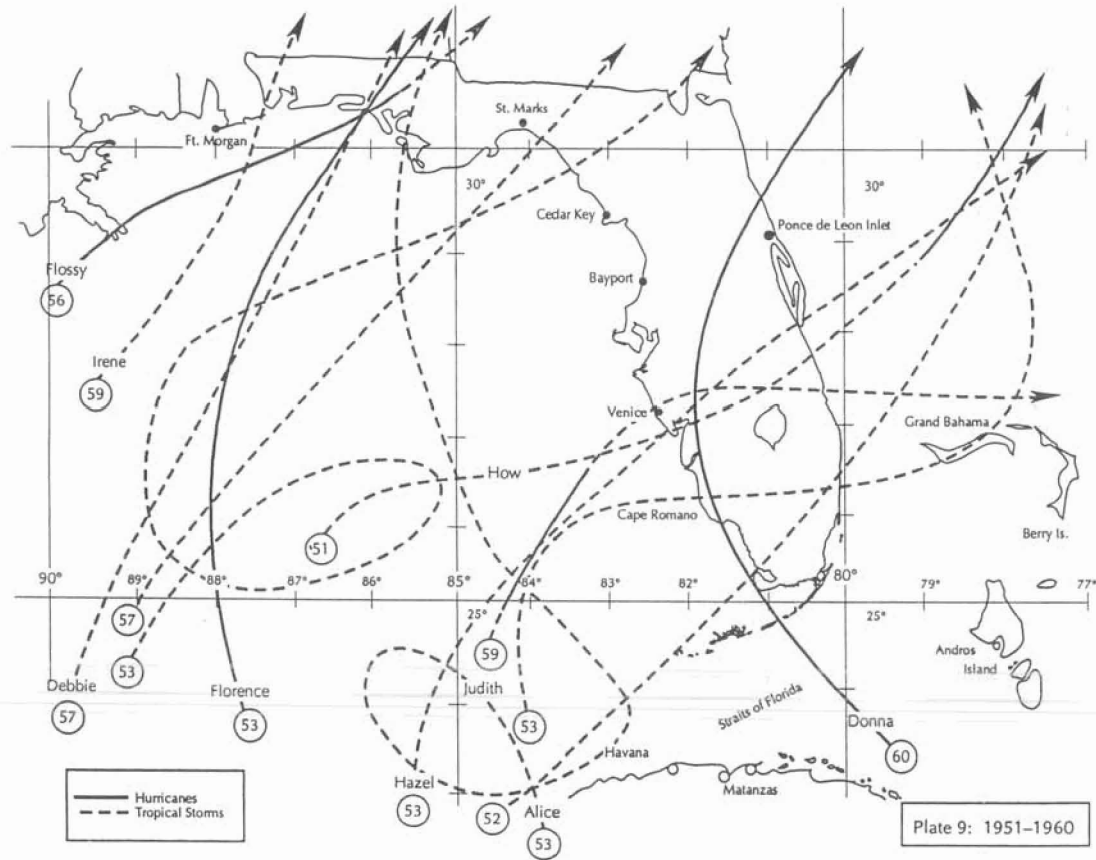 St. Marks
Ft. Morgan
30°
30°
Cedar Key
Ponce de Leon Inlet
Flossy
56
Bayport
Irene
59
Venice
Grand Bahama
How
Cape Romano
51
Berry Is.
90°
89°
88°
87°
86°
85°
84°
83°
82°
80°
79°
77°
57
25°
25°
59
53
Andros
Island
Debbie
57
Florence
53
Judith
53
Straits of Florida
Donna
60
Havana
Hazel
53
52
Alice
53
Matanzas
Hurricanes
Tropical Storms
Plate 9: 1951–1960